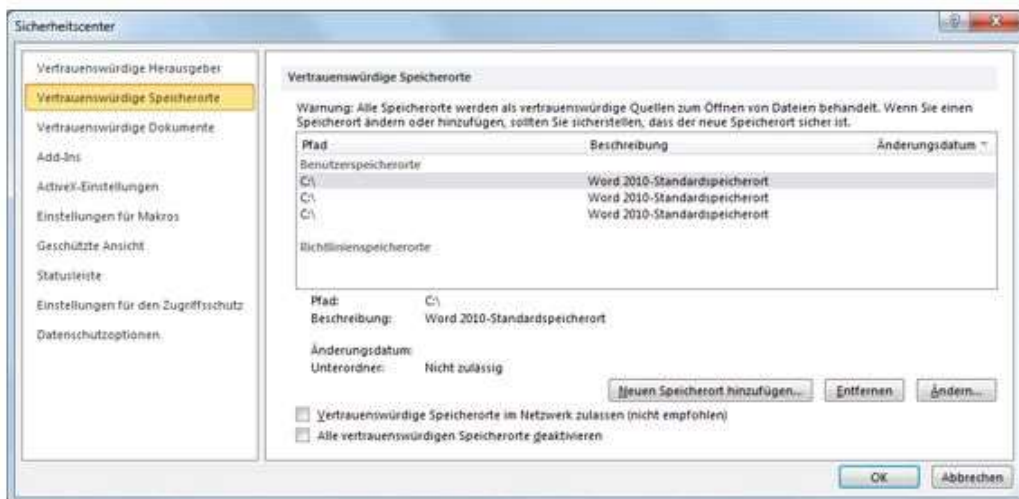 Sicherheitscenter
Vertrauenswürdige Herausgeber
Vertrauenswürdige Speicherorte
Vertrauenswürdige Dokumente
Add-Ins
ActiveX-Einstellungen
Einstellungen für Makros
Geschützte Ansicht
Statusleiste
Einstellungen für den Zugriffsschutz
Datenschutzoptionen
Vertrauenswürdige Speicherorte
Warnung: Alle Speicherorte werden als vertrauenswürdige Quellen zum Öffnen von Dateien behandelt. Wenn Sie einen
Speicherort ändern oder hinzufügen, sollten Sie sicherstellen, dass der neue Speicherort sicher ist.
Pfad Beschreibung Änderungsdatum
Benutzerspeicherorte
C:\ Word 2010-Standardspeicherort
C:\ Word 2010-Standardspeicherort
C:\ Word 2010-Standardspeicherort
Richtlinienspeicherorte
Pfad: C:\
Beschreibung: Word 2010-Standardspeicherort
Änderungsdatum:
Unterordner: Nicht zulässig
Neuen Speicherort hinzufügen... Entfernen Ändern...
Vertrauenswürdige Speicherorte im Netzwerk zulassen (nicht empfohlen)
Alle vertrauenswürdigen Speicherorte deaktivieren
OK Abbrechen